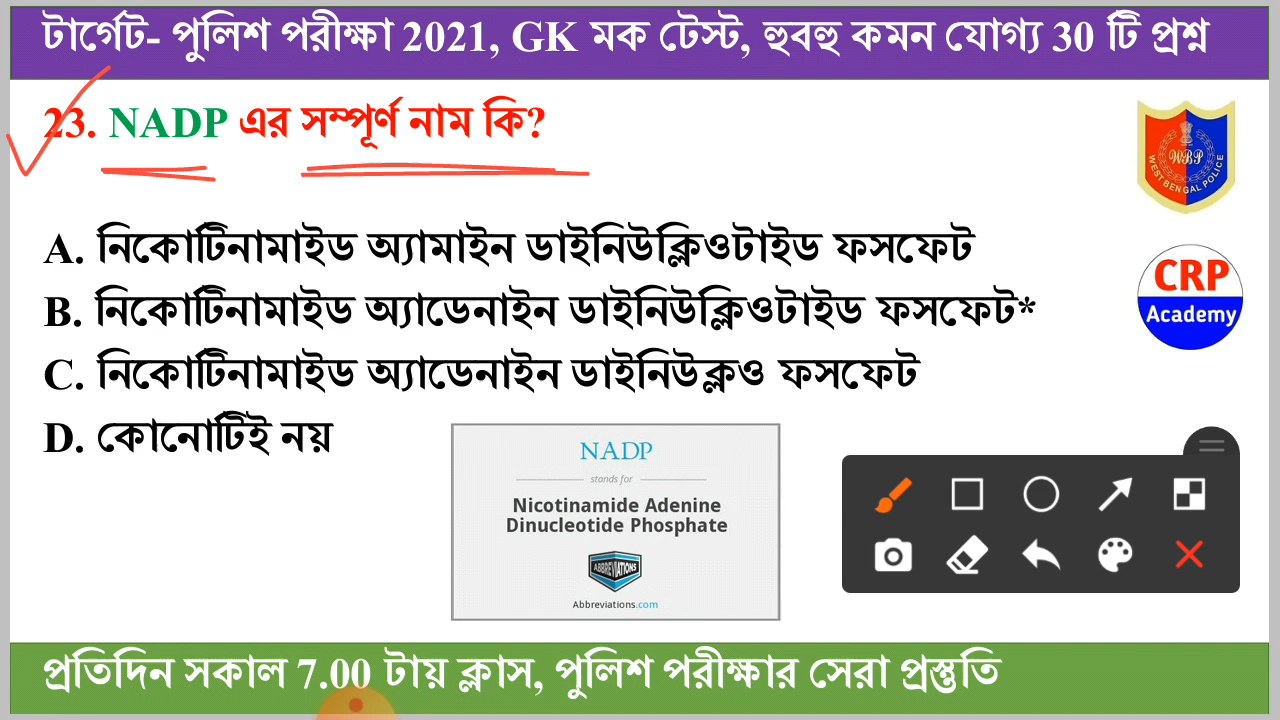 টার্গেট- পুলিশ পরীক্ষা 2021, GK মক টেস্ট, হুবহু কমন যোগ্য 30 টি প্রশ্ন
23. NADP এর সম্পূর্ণ নাম কি?
WBP
WEST BENGAL POLICE
A. নিকোটিনামাইড অ্যামাইন ডাইনিউক্লিওটাইড ফসফেট
B. নিকোটিনামাইড অ্যাডেনাইন ডাইনিউক্লিওটাইড ফসফেট*
CRP
Academy
C. নিকোটিনামাইড অ্যাডেনাইন ডাইনিউক্লও ফসফেট
D. কোনোটিই নয়
NADP
stands for
Nicotinamide Adenine
Dinucleotide Phosphate
ABBREVIATIONS
Abbreviations.com
প্রতিদিন সকাল 7.00 টায় ক্লাস, পুলিশ পরীক্ষার সেরা প্রস্তুতি